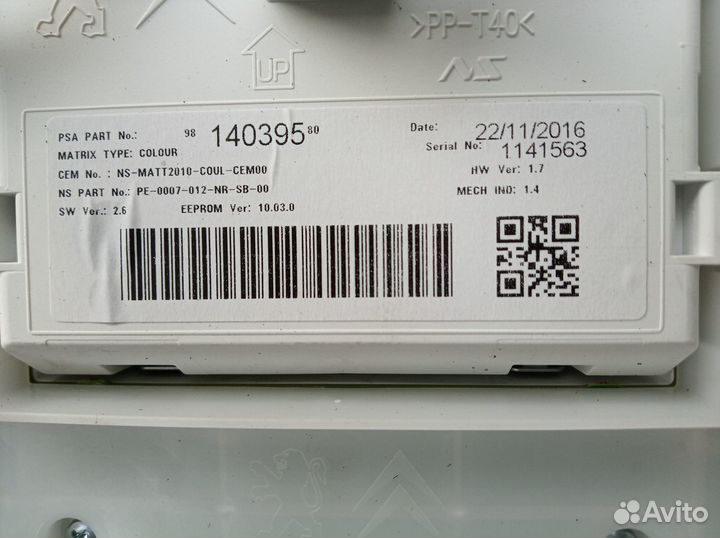 >PP-T40<
UP
NS
PSA PART No.: 98 140395 80
MATRIX TYPE: COLOUR
CEM No.: NS-MATT2010-COUL-CEM00
NS PART No.: PE-0007-012-NR-SB-00
SW Ver.: 2.6 EEPROM Ver: 10.03.0
Date: 22/11/2016
Serial No: 1141563
HW Ver: 1.7
MECH IND: 1.4
Avito